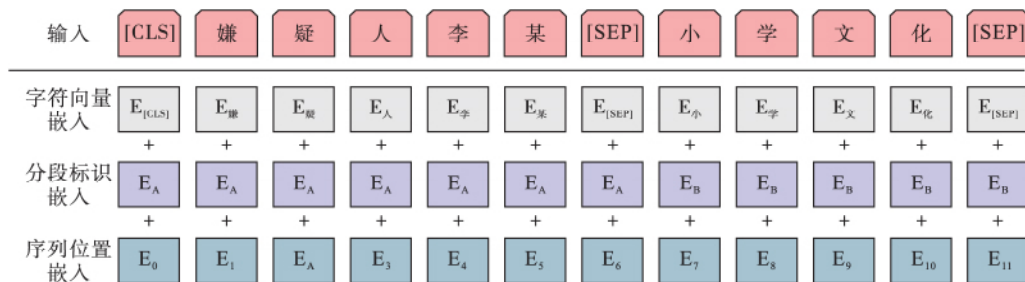 输入 [CLS] 嫌 疑 人 李 某 [SEP] 小 学 文 化 [SEP]
字符向量嵌入 E[CLS] E嫌 E疑 E人 E李 E某 E[SEP] E小 E学 E文 E化 E[SEP]
+ + + + + + + + + + + +
分段标识嵌入 EA EA EA EA EA EA EA EB EB EB EB EB
+ + + + + + + + + + + +
序列位置嵌入 E0 E1 EA E3 E4 E5 E6 E7 E8 E9 E10 E11